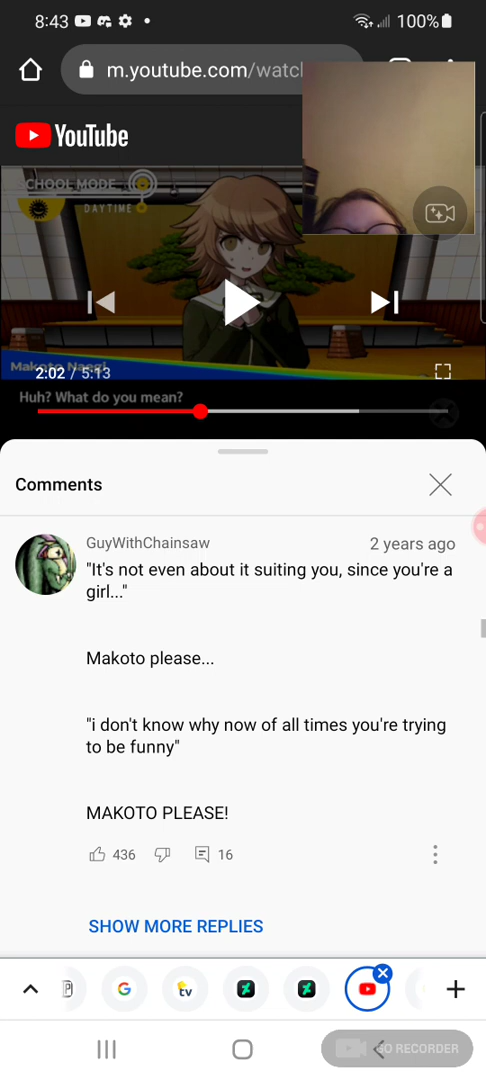 8:43
100%
m.youtube.com/watc
YouTube
CHOOL MODE
DAYTIME
Makoto Naegi
2:02 / 5:13
Huh? What do you mean?
Comments
GuyWithChainsaw
2 years ago
"It's not even about it suiting you, since you're a
girl..."
Makoto please...
"i don't know why now of all times you're trying
to be funny"
MAKOTO PLEASE!
436
16
SHOW MORE REPLIES
G
tv
GO RECORDER